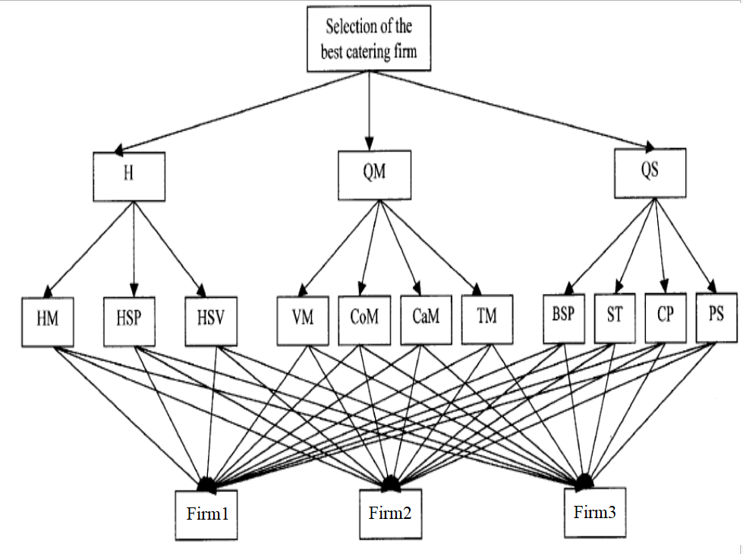 Selection of the
best catering firm
H
QM
QS
HM
HSP
HSV
VM
CoM
CaM
TM
BSP
ST
CP
PS
Firm1
Firm2
Firm3